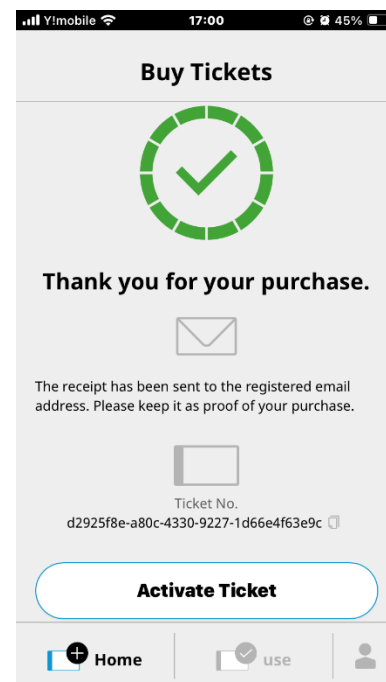 Y!mobile 17:00 45%
Buy Tickets
Thank you for your purchase.
The receipt has been sent to the registered email
address. Please keep it as proof of your purchase.
Ticket No.
d2925f8e-a80c-4330-9227-1d66e4f63e9c
Activate Ticket
Home use